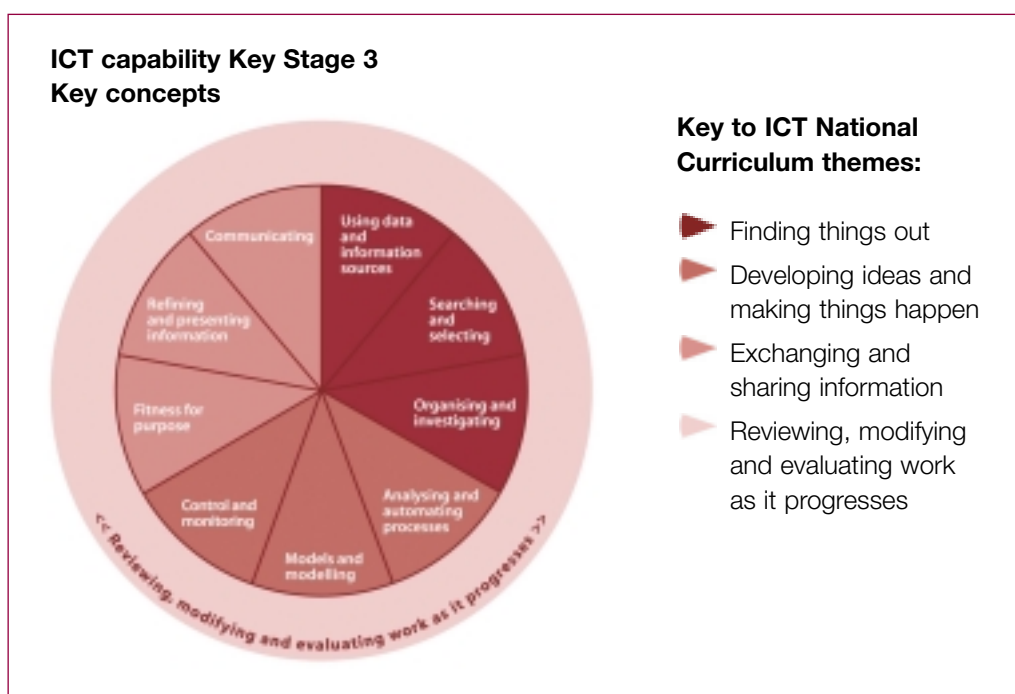 ICT capability Key Stage 3
Key concepts
Communicating
Using data
and
information
sources
Refining
and presenting
information
Searching
and
selecting
Fitness for
purpose
Organising and
investigating
Control and
monitoring
Analysing and
automating
processes
Models and
modelling
<< Reviewing, modifying and evaluating work as it progresses >>
Key to ICT National
Curriculum themes:
Finding things out
Developing ideas and
making things happen
Exchanging and
sharing information
Reviewing, modifying
and evaluating work
as it progresses